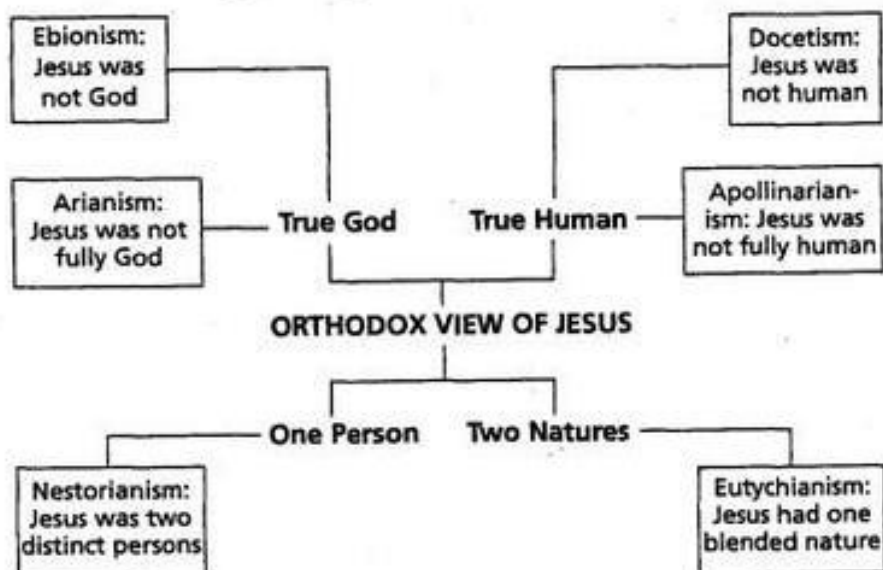 Ebionism:
Jesus was
not God
Docetism:
Jesus was
not human
Arianism:
Jesus was not
fully God
True God
True Human
Apollinarian-
ism: Jesus was
not fully human
ORTHODOX VIEW OF JESUS
One Person
Two Natures
Nestorianism:
Jesus was two
distinct persons
Eutychianism:
Jesus had one
blended nature